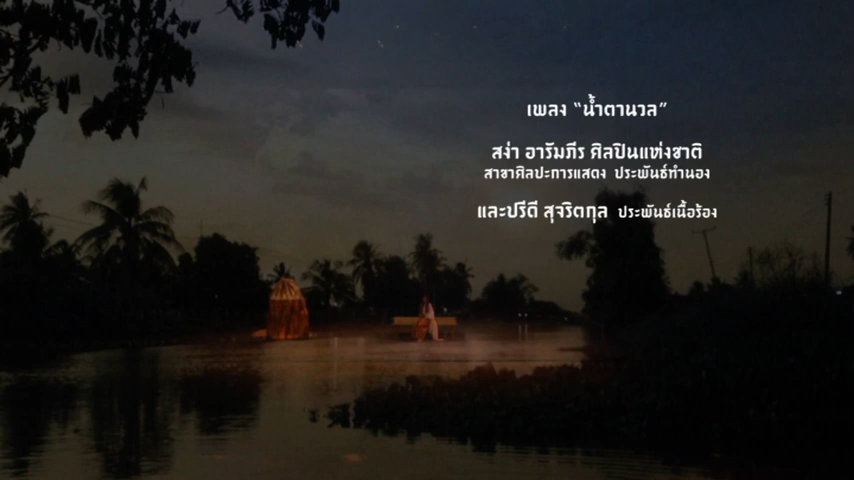 เพลง “น้ำตานวล”
สง่า อารัมภีร ศิลปินแห่งชาติ
สาขาศิลปะการแสดง ประพันธ์ทำนอง
และปรีดี สุจริตกุล ประพันธ์เนื้อร้อง